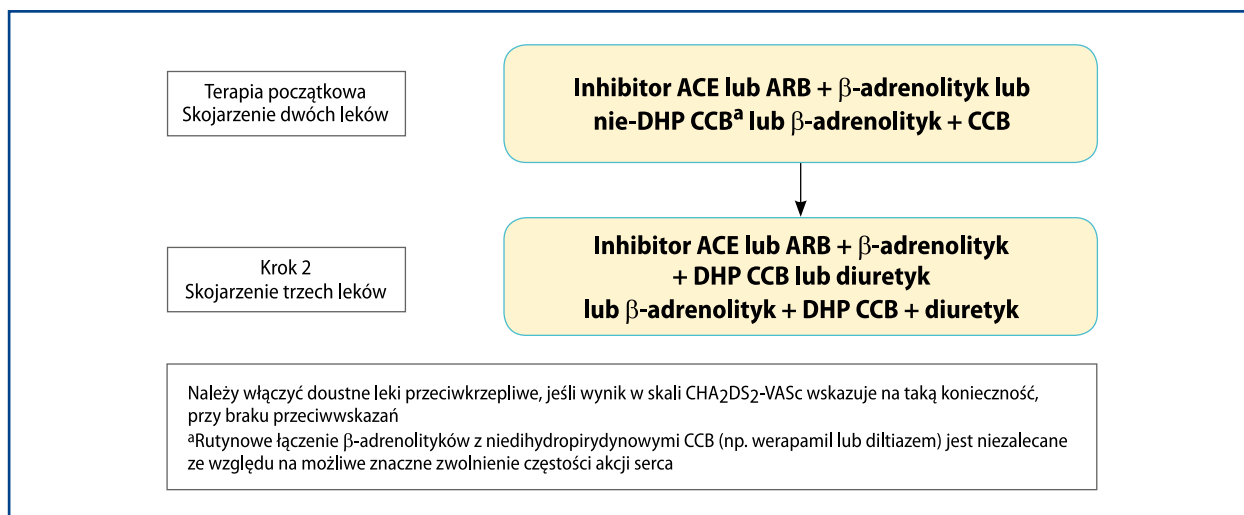 Terapia początkowa
Skojarzenie dwóch leków
Inhibitor ACE lub ARB + β-adrenolityk lub
nie-DHP CCBª lub β-adrenolityk + CCB
Krok 2
Skojarzenie trzech leków
Inhibitor ACE lub ARB + β-adrenolityk
+ DHP CCB lub diuretyk
lub β-adrenolityk + DHP CCB + diuretyk
Należy włączyć doustne leki przeciwkrzepliwe, jeśli wynik w skali CHA₂DS₂-VASc wskazuje na taką konieczność,
przy braku przeciwwskazań
ªRutynowe łączenie β-adrenolityków z niedihydropirydynowymi CCB (np. werapamil lub diltiazem) jest niezalecane
ze względu na możliwe znaczne zwolnienie częstości akcji serca